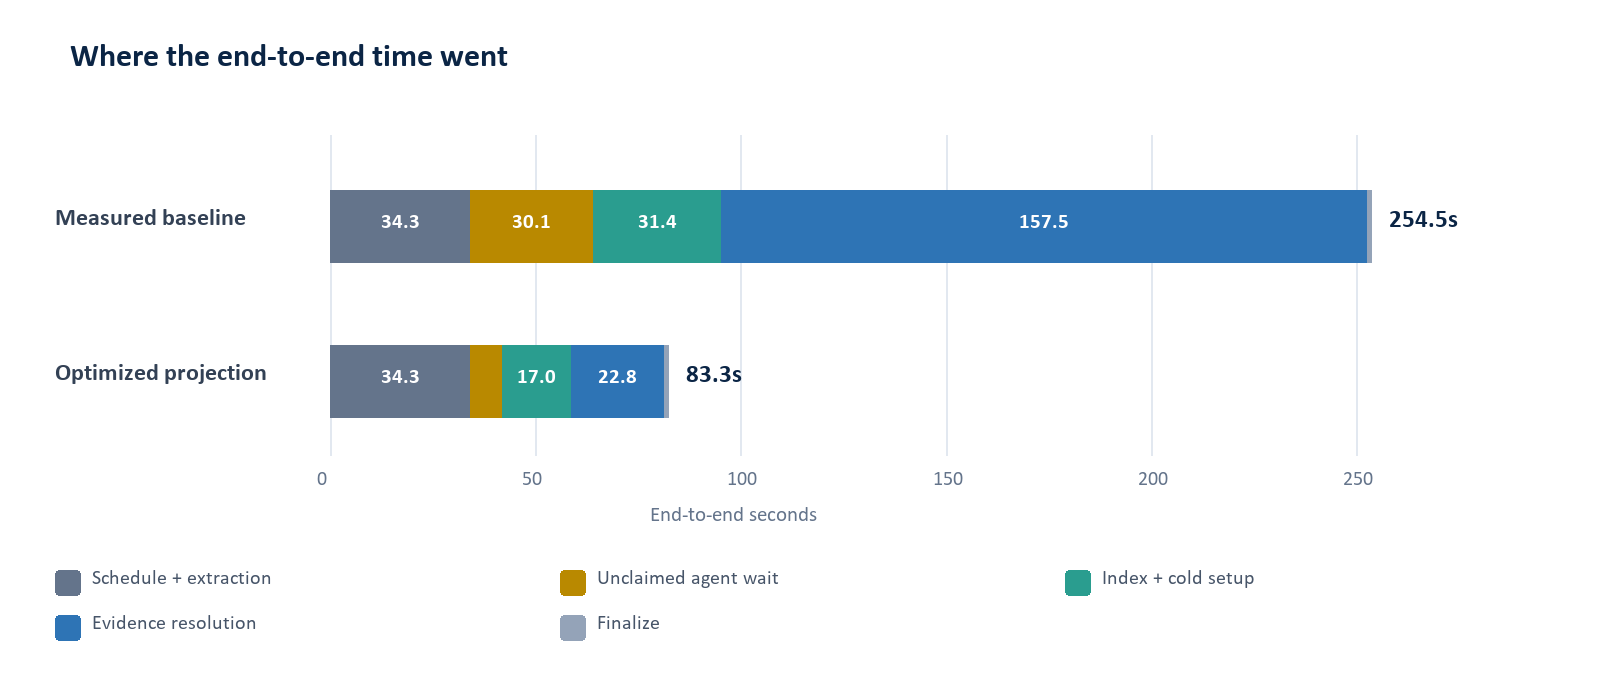 Where the end-to-end time went
Measured baseline
34.3 30.1 31.4 157.5 254.5s
Optimized projection
34.3 17.0 22.8 83.3s
0 50 100 150 200 250
End-to-end seconds
Schedule + extraction Unclaimed agent wait Index + cold setup
Evidence resolution Finalize